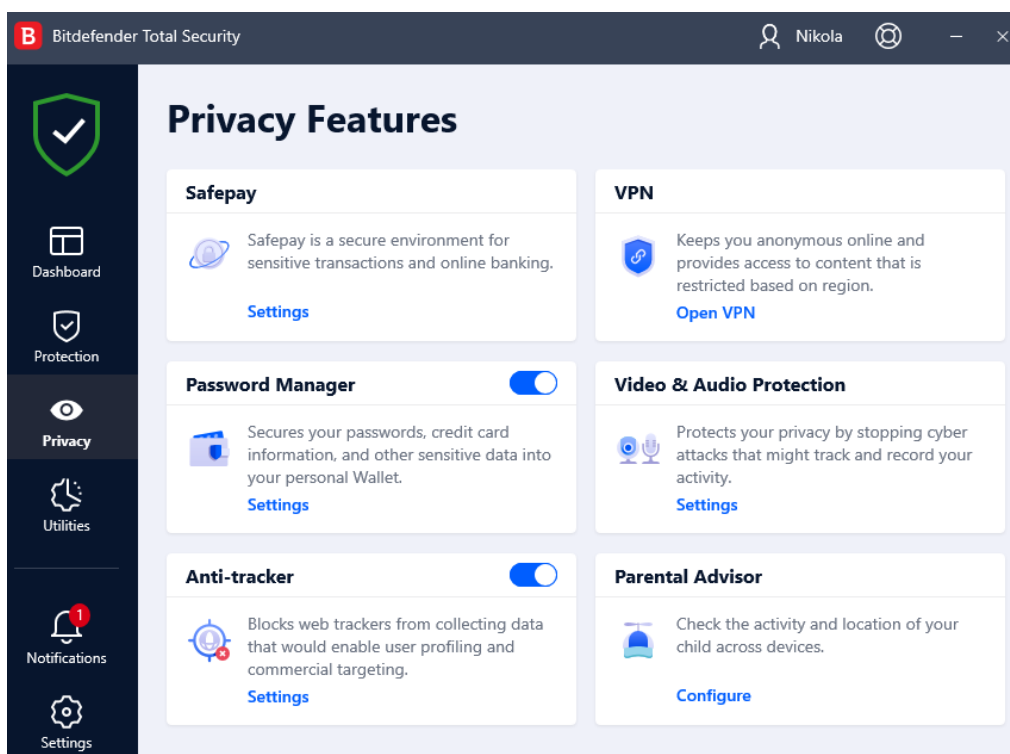 B Bitdefender Total Security
Nikola
Dashboard
Protection
Privacy
Utilities
1
Notifications
Settings
Privacy Features
Safepay
Safepay is a secure environment for
sensitive transactions and online banking.
Settings
VPN
Keeps you anonymous online and
provides access to content that is
restricted based on region.
Open VPN
Password Manager
Secures your passwords, credit card
information, and other sensitive data into
your personal Wallet.
Settings
Video & Audio Protection
Protects your privacy by stopping cyber
attacks that might track and record your
activity.
Settings
Anti-tracker
Blocks web trackers from collecting data
that would enable user profiling and
commercial targeting.
Settings
Parental Advisor
Check the activity and location of your
child across devices.
Configure